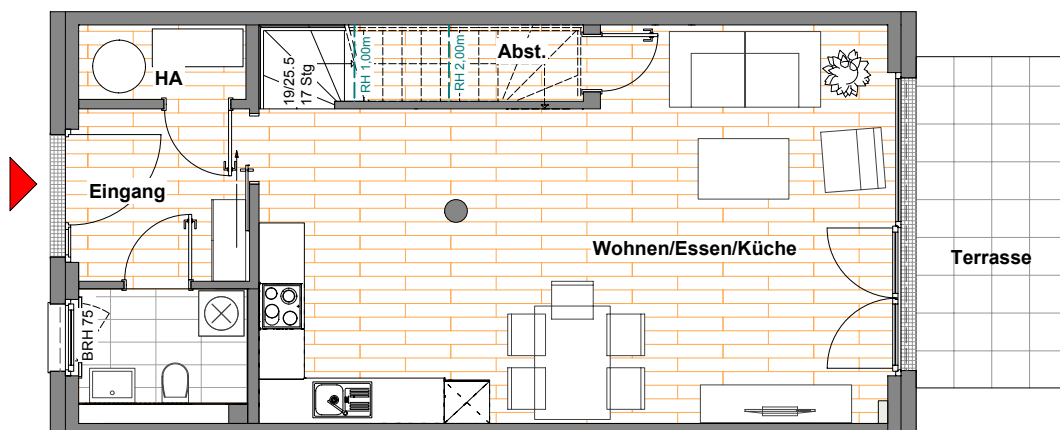 HA
19/25.5
17 Stg
RH 1,00m
RH 2,00m
Abst.
Eingang
Wohnen/Essen/Küche
Terrasse
BRH 75